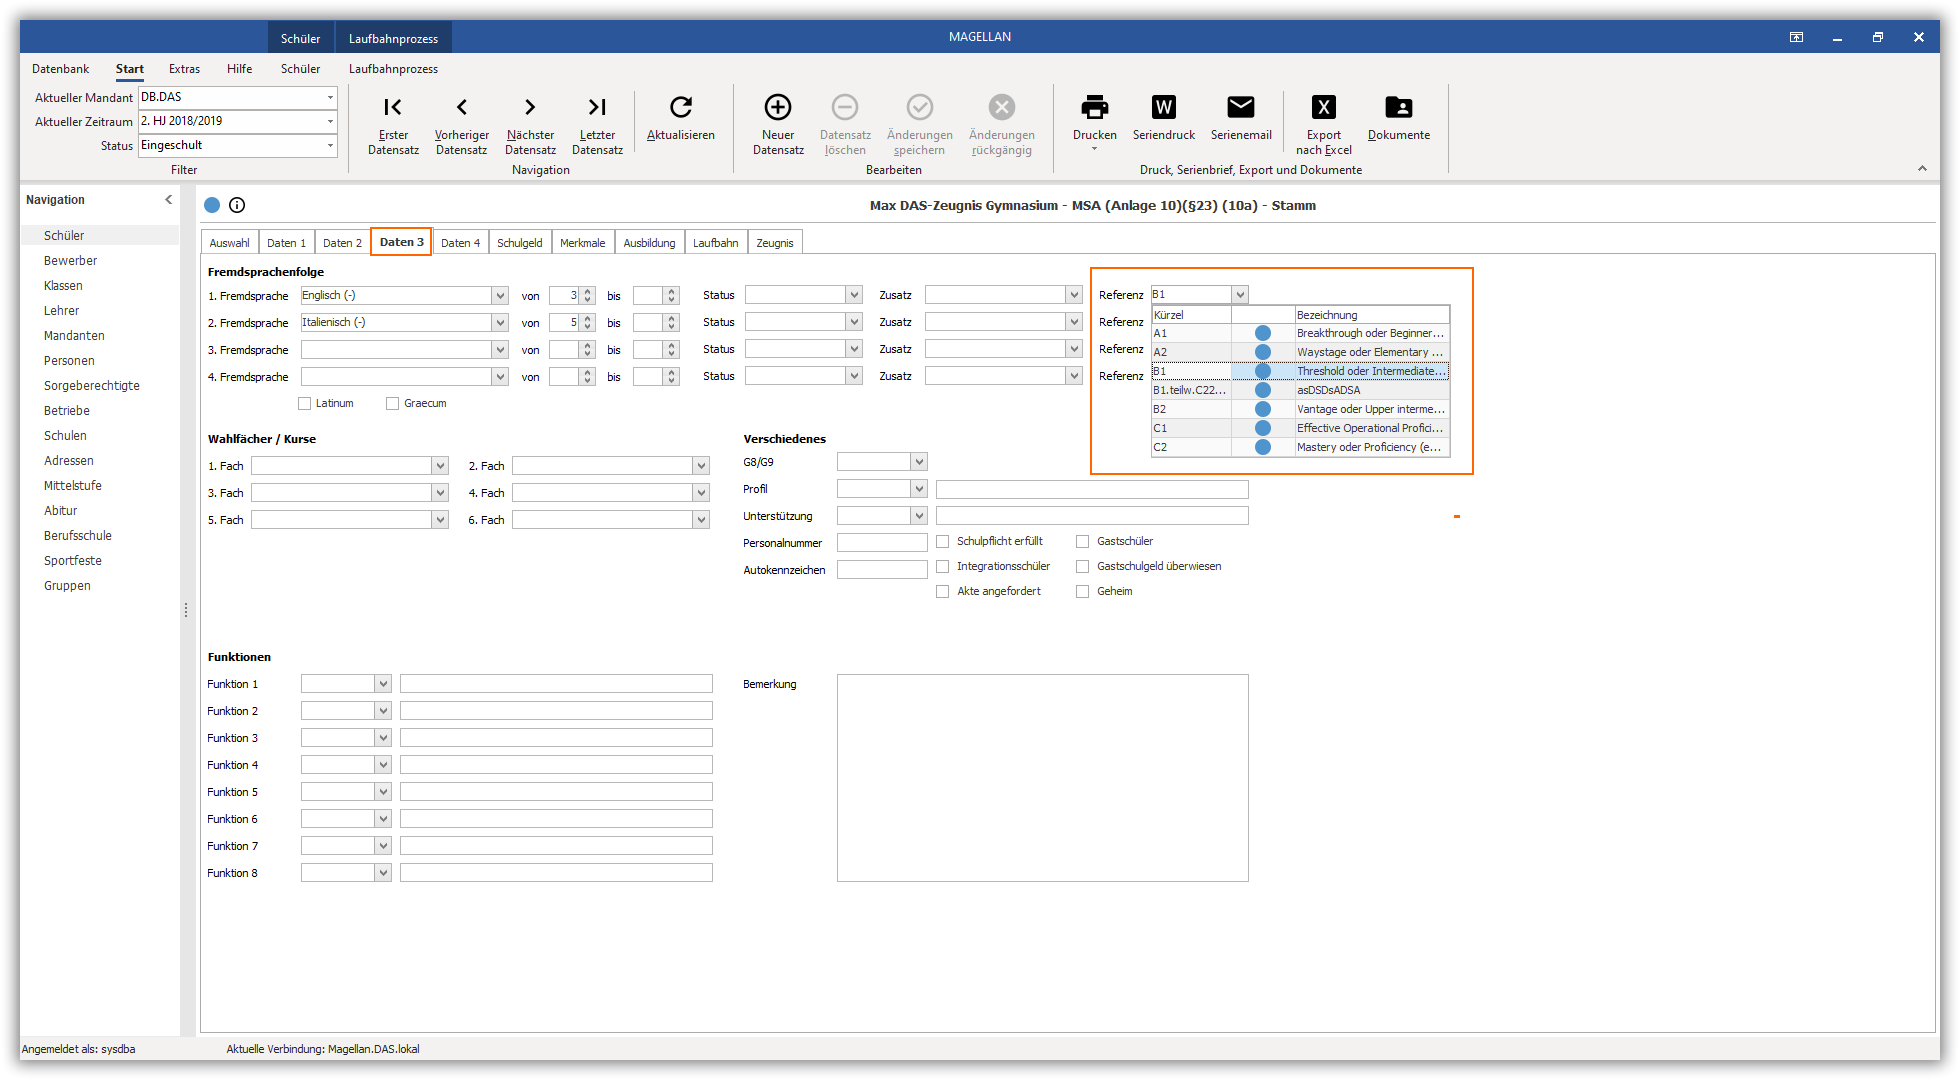 Schüler Laufbahnprozess MAGELLAN
Datenbank Start Extras Hilfe Schüler Laufbahnprozess
Aktueller Mandant DB.DAS
Aktueller Zeitraum 2. HJ 2018/2019
Status Eingeschult
Filter
Erster Datensatz
Vorheriger Datensatz
Nächster Datensatz
Letzter Datensatz
Aktualisieren
Navigation
Neuer Datensatz
Datensatz löschen
Änderungen speichern
Änderungen rückgängig
Bearbeiten
Drucken
W
Seriendruck
Serienemail
X
Export nach Excel
Dokumente
Druck, Serienbrief, Export und Dokumente
Navigation
Schüler
Bewerber
Klassen
Lehrer
Mandanten
Personen
Sorgeberechtigte
Betriebe
Schulen
Adressen
Mittelstufe
Abitur
Berufsschule
Sportfeste
Gruppen
Max DAS-Zeugnis Gymnasium - MSA (Anlage 10)(§23) (10a) - Stamm
Auswahl Daten 1 Daten 2 Daten 3 Daten 4 Schulgeld Merkmale Ausbildung Laufbahn Zeugnis
Fremdsprachenfolge
1. Fremdsprache Englisch (-) von 3 bis Status Zusatz Referenz B1
2. Fremdsprache Italienisch (-) von 5 bis Status Zusatz Referenz
3. Fremdsprache von bis Status Zusatz Referenz
4. Fremdsprache von bis Status Zusatz Referenz
Latinum Graecum
Kürzel Bezeichnung
A1 Breakthrough oder Beginner...
A2 Waystage oder Elementary ...
B1 Threshold oder Intermediate...
B1.teilw.C22... asDSDsADSA
B2 Vantage oder Upper interme...
C1 Effective Operational Profici...
C2 Mastery oder Proficiency (e...
Wahlfächer / Kurse
1. Fach 2. Fach
3. Fach 4. Fach
5. Fach 6. Fach
Verschiedenes
G8/G9
Profil
Unterstützung
Personalnummer Schulpflicht erfüllt Gastschüler
Autokennzeichen Integrationsschüler Gastschulgeld überwiesen
Akte angefordert Geheim
Funktionen
Funktion 1
Funktion 2
Funktion 3
Funktion 4
Funktion 5
Funktion 6
Funktion 7
Funktion 8
Bemerkung
Angemeldet als: sysdba Aktuelle Verbindung: Magellan.DAS.lokal